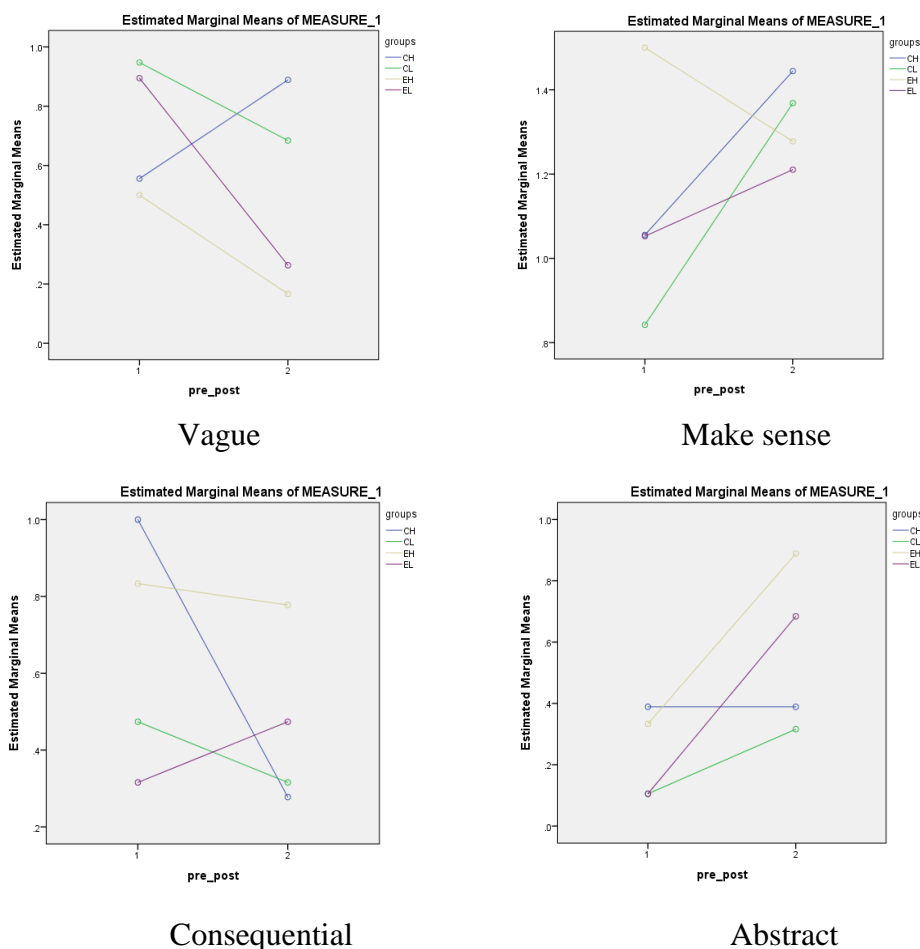 Estimated Marginal Means of MEASURE_1
groups
CH
CL
EH
EL
Estimated Marginal Means
1.0
.8
.6
.4
.2
.0
1
2
pre_post
Vague
Estimated Marginal Means of MEASURE_1
groups
CH
CL
EH
EL
Estimated Marginal Means
1.4
1.2
1.0
.8
1
2
pre_post
Make sense
Estimated Marginal Means of MEASURE_1
groups
CH
CL
EH
EL
Estimated Marginal Means
1.0
.8
.6
.4
.2
1
2
pre_post
Consequential
Estimated Marginal Means of MEASURE_1
groups
CH
CL
EH
EL
Estimated Marginal Means
1.0
.8
.6
.4
.2
.0
1
2
pre_post
Abstract